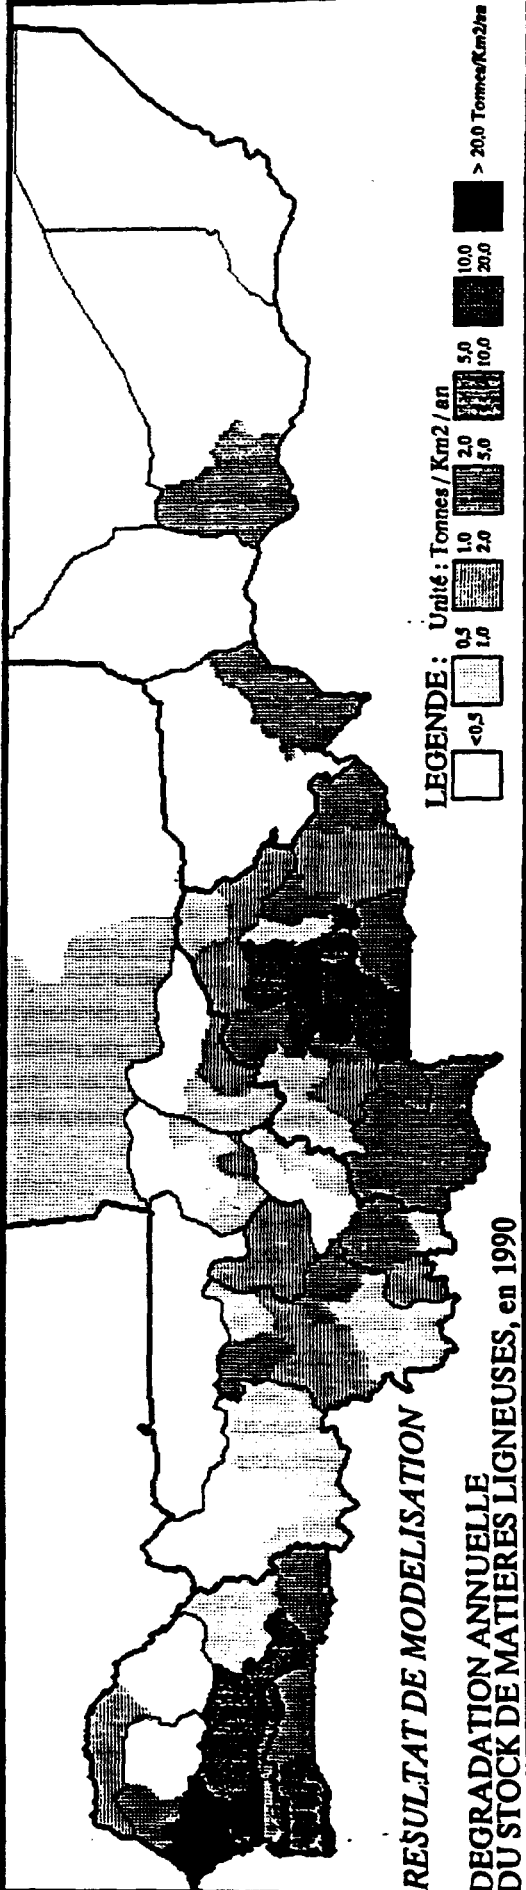 RESULTAT DE MODELISATION
DEGRADATION ANNUELLE
DU STOCK DE MATIERES LIGNEUSES, en 1990
LEGENDE : Unité : Tonnes / Km2 / an
<0,5
0,5
1,0
1.0
2,0
2,0
5,0
5,0
10,0
10,0
20,0
> 20,0 Tonnes/Km2/an